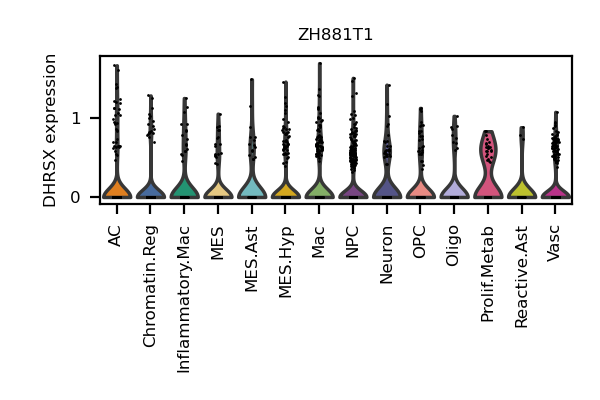 ZH881T1
DHRSX expression
1
0
AC
Chromatin.Reg
Inflammatory.Mac
MES
MES.Ast
MES.Hyp
Mac
NPC
Neuron
OPC
Oligo
Prolif.Metab
Reactive.Ast
Vasc